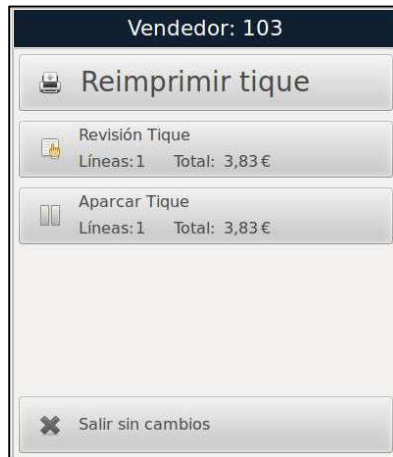 Vendedor: 103
Reimprimir tique
Revisión Tique
Líneas:1 Total: 3,83€
Aparcar Tique
Líneas:1 Total: 3,83€
Salir sin cambios